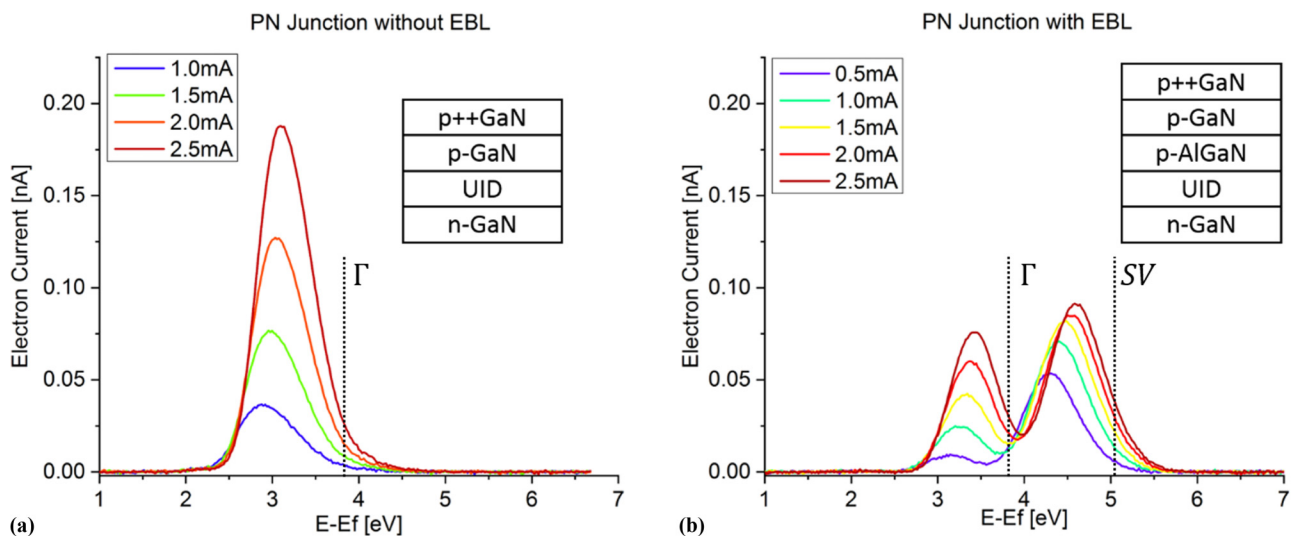 PN Junction without EBL
1.0mA
1.5mA
2.0mA
2.5mA
p++GaN
p-GaN
UID
n-GaN
Γ
Electron Current [nA]
0.20
0.15
0.10
0.05
0.00
1 2 3 4 5 6 7
E-Ef [eV]
(a)
PN Junction with EBL
0.5mA
1.0mA
1.5mA
2.0mA
2.5mA
p++GaN
p-GaN
p-AlGaN
UID
n-GaN
Γ
SV
Electron Current [nA]
0.20
0.15
0.10
0.05
0.00
1 2 3 4 5 6 7
E-Ef [eV]
(b)